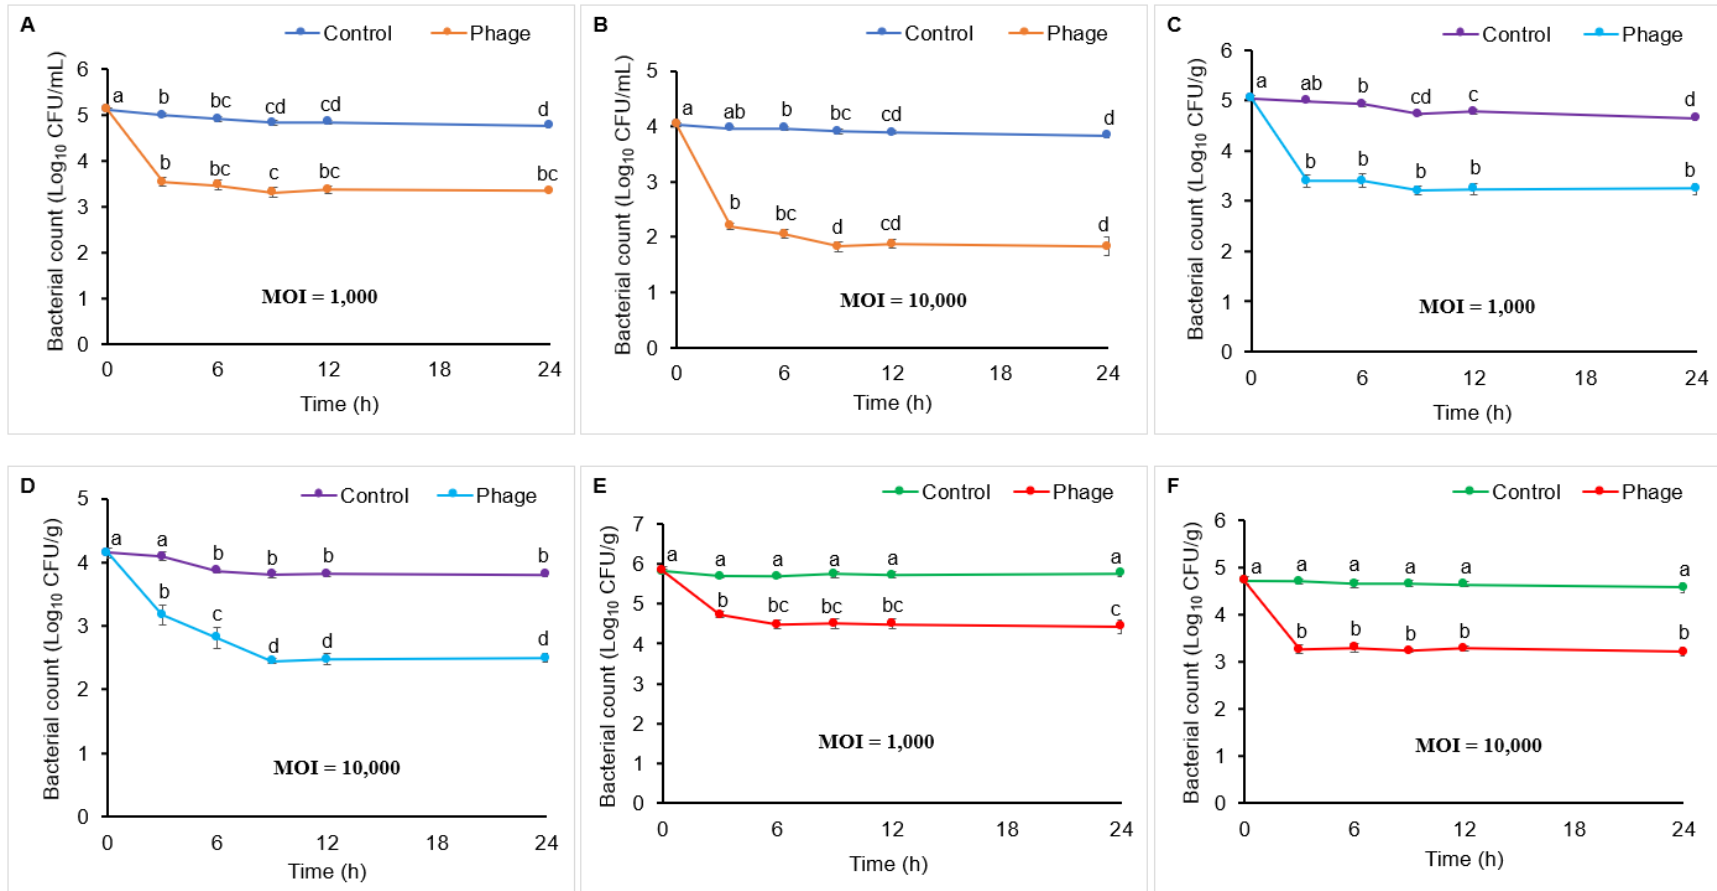 A
Control Phage
Bacterial count (Log10 CFU/mL)
6
5
4
3
2
1
0
a b bc cd cd d
b bc c bc bc
MOI = 1,000
0 6 12 18 24
Time (h)
B
Control Phage
Bacterial count (Log10 CFU/mL)
5
4
3
2
1
0
a ab b bc cd d
b bc d cd d
MOI = 10,000
0 6 12 18 24
Time (h)
C
Control Phage
Bacterial count (Log10 CFU/g)
6
5
4
3
2
1
0
a ab b cd c d
b b b b b
MOI = 1,000
0 6 12 18 24
Time (h)
D
Control Phage
Bacterial count (Log10 CFU/g)
5
4
3
2
1
0
a a b b b b
b c d d d
MOI = 10,000
0 6 12 18 24
Time (h)
E
Control Phage
Bacterial count (Log10 CFU/g)
7
6
5
4
3
2
1
0
a a a a a a
b bc bc bc c
MOI = 1,000
0 6 12 18 24
Time (h)
F
Control Phage
Bacterial count (Log10 CFU/g)
6
5
4
3
2
1
0
a a a a a a
b b b b b
MOI = 10,000
0 6 12 18 24
Time (h)